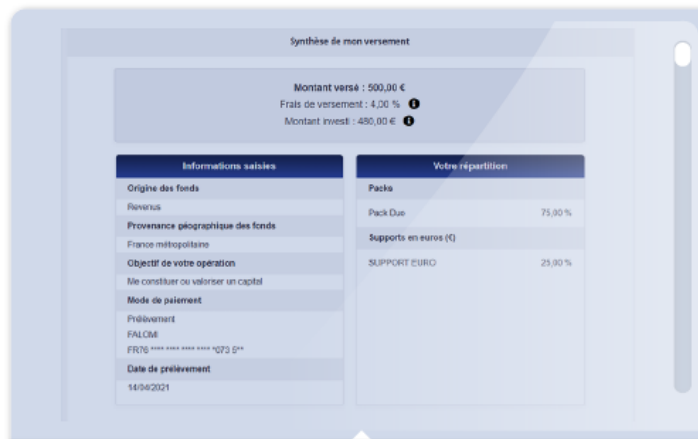 Synthèse de mon versement
Montant versé : 500,00 €
Frais de versement : 4,00 %
Montant investi : 480,00 €
Informations saisies
Origine des fonds
Revenus
Provenance géographique des fonds
France métropolitaine
Objectif de votre opération
Me constituer ou valoriser un capital
Mode de paiement
Prélèvement
FALOMI
FR76 **** **** **** **** *073 5**
Date de prélèvement
14/04/2021
Votre répartition
Packs
Pack Duo 75,00 %
Supports en euros (€)
SUPPORT EURO 25,00 %